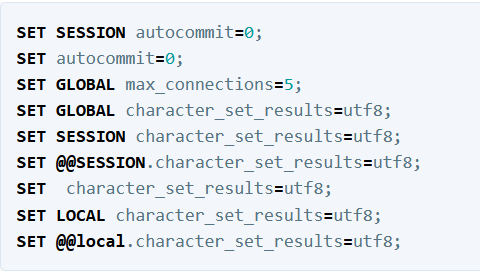 SET SESSION autocommit=0;
SET autocommit=0;
SET GLOBAL max_connections=5;
SET GLOBAL character_set_results=utf8;
SET SESSION character_set_results=utf8;
SET @@SESSION.character_set_results=utf8;
SET  character_set_results=utf8;
SET LOCAL character_set_results=utf8;
SET @@local.character_set_results=utf8;